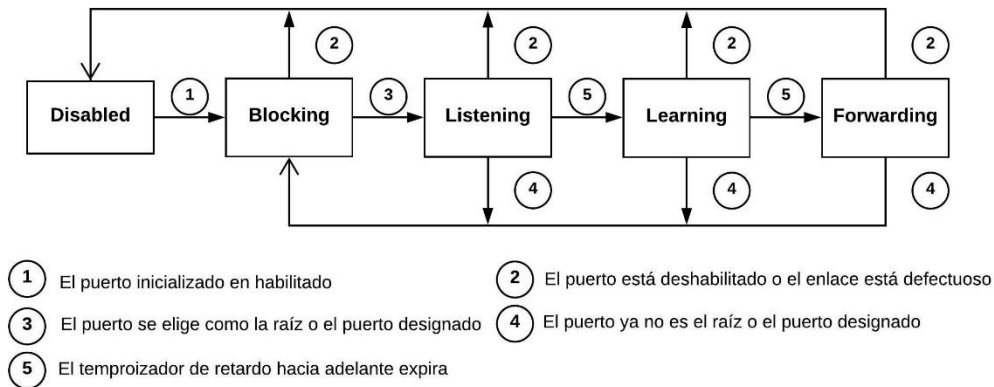 2 2 2 2
Disabled 1 Blocking 3 Listening 5 Learning 5 Forwarding
4 4 4
1 El puerto inicializado en habilitado
2 El puerto está deshabilitado o el enlace está defectuoso
3 El puerto se elige como la raíz o el puerto designado
4 El puerto ya no es el raíz o el puerto designado
5 El temproizador de retardo hacia adelante expira